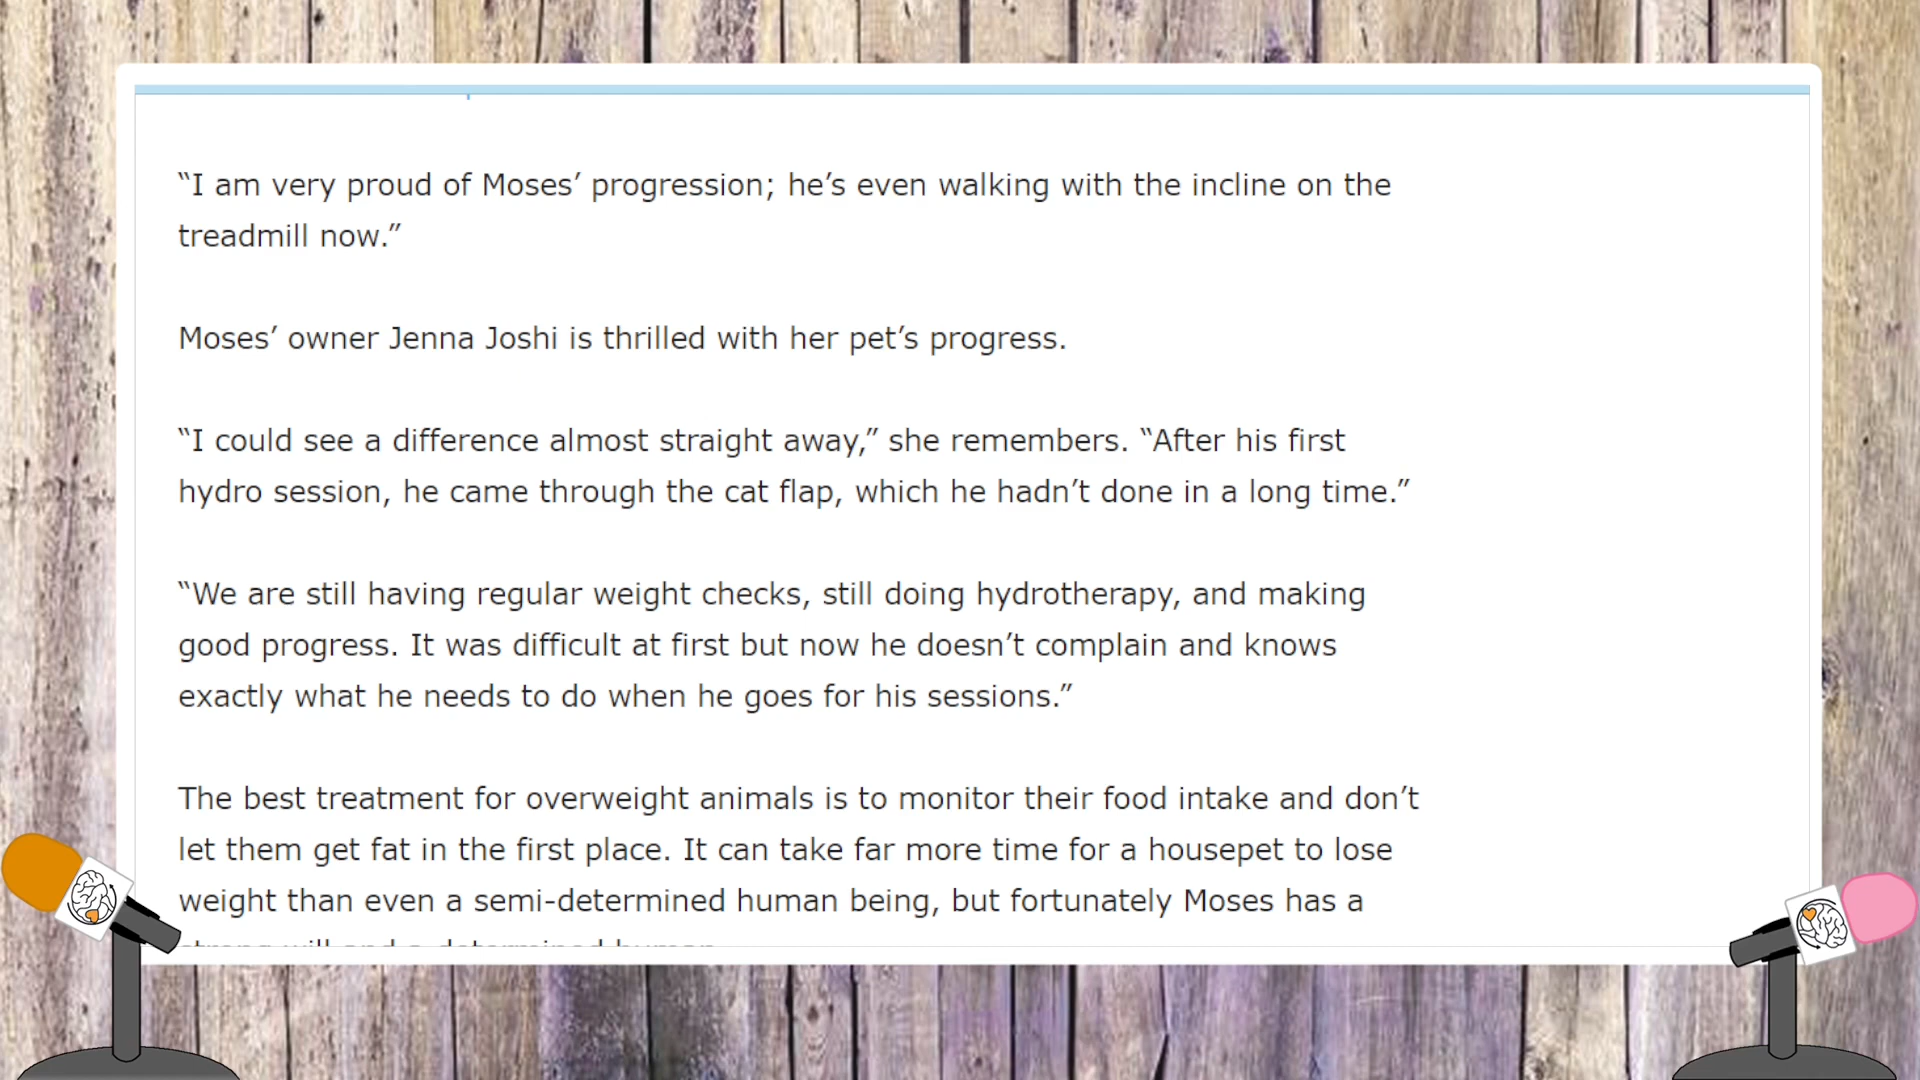 “I am very proud of Moses’ progression; he’s even walking with the incline on the
treadmill now.”
Moses’ owner Jenna Joshi is thrilled with her pet’s progress.
“I could see a difference almost straight away,” she remembers. “After his first
hydro session, he came through the cat flap, which he hadn’t done in a long time.”
“We are still having regular weight checks, still doing hydrotherapy, and making
good progress. It was difficult at first but now he doesn’t complain and knows
exactly what he needs to do when he goes for his sessions.”
The best treatment for overweight animals is to monitor their food intake and don’t
let them get fat in the first place. It can take far more time for a housepet to lose
weight than even a semi-determined human being, but fortunately Moses has a
strong will and a determined human